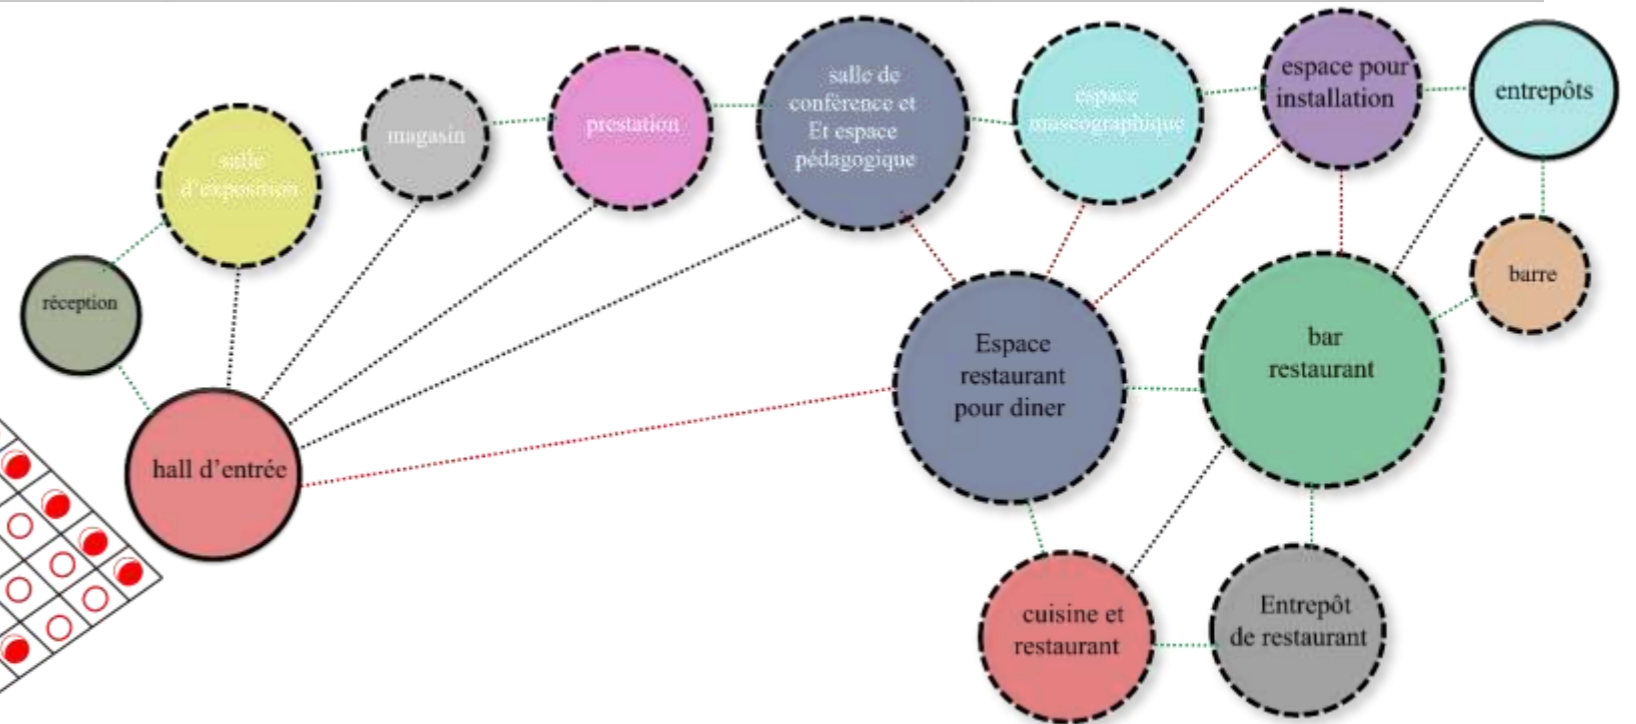 salle de
conférence et
Et espace
pédagogique
espace
muséographique
espace pour
installation
entrepôts
magasin
prestation
salle
d'exposition
réception
barre
bar
restaurant
Espace
restaurant
pour diner
hall d'entrée
cuisine et
restaurant
Entrepôt
de restaurant